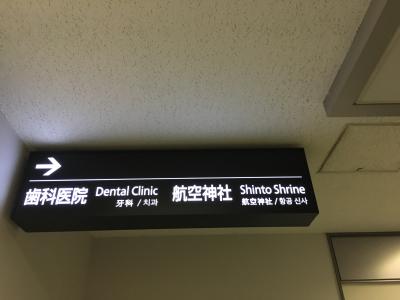 →
歯科医院 Dental Clinic 航空神社 Shinto Shrine
牙科 / 치과 航空神社 / 항공 신사